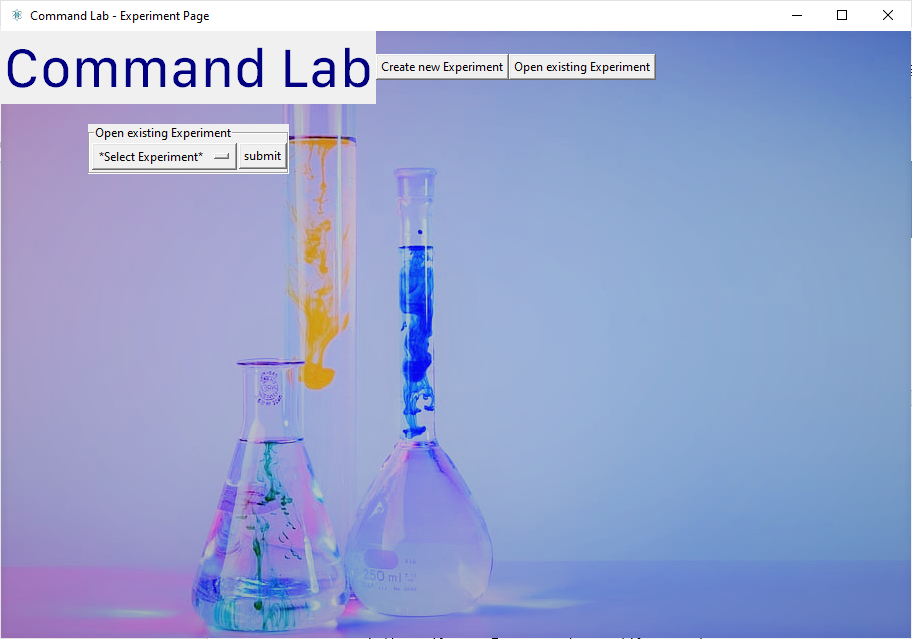 Command Lab - Experiment Page
Command Lab
Create new Experiment
Open existing Experiment
Open existing Experiment
*Select Experiment*
submit
250 ml